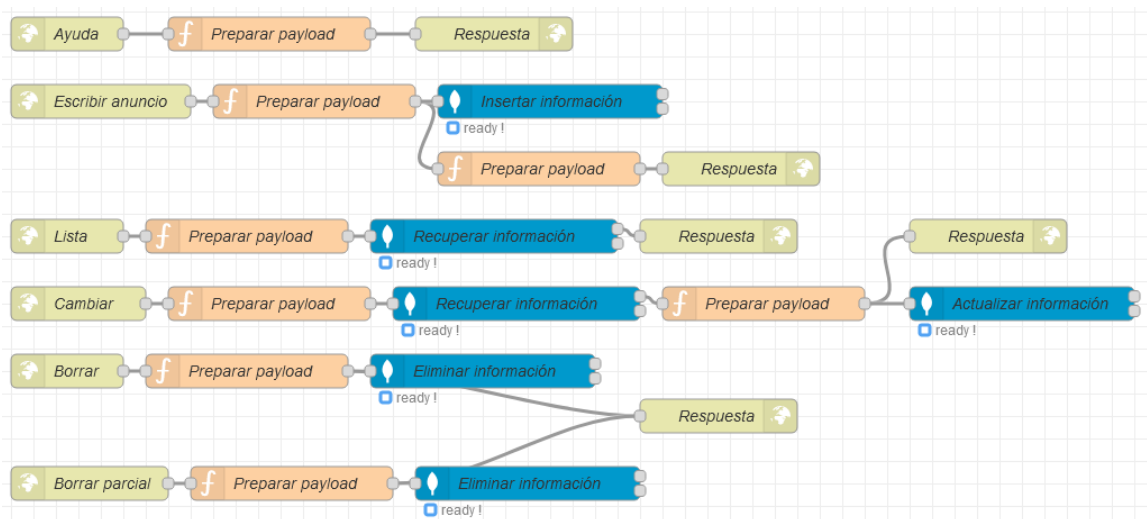 Ayuda
Preparar payload
Respuesta
Escribir anuncio
Preparar payload
Insertar información
ready !
Preparar payload
Respuesta
Lista
Preparar payload
Recuperar información
Respuesta
Respuesta
ready !
Cambiar
Preparar payload
Recuperar información
Preparar payload
Actualizar información
ready !
ready !
Borrar
Preparar payload
Eliminar información
ready !
Respuesta
Borrar parcial
Preparar payload
Eliminar información
ready !